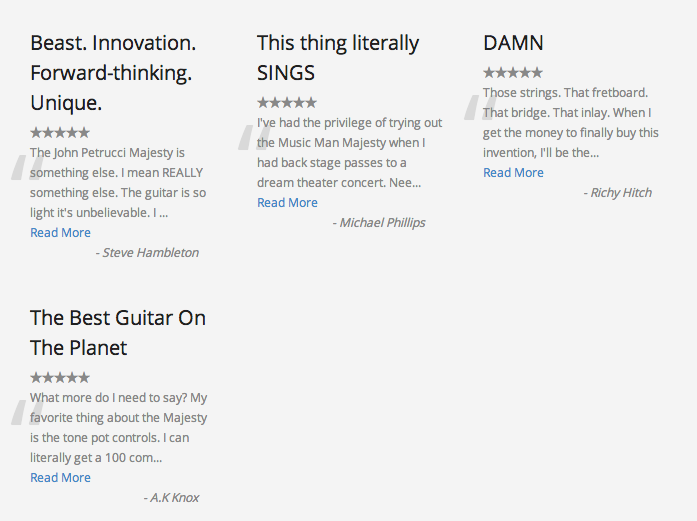 Beast. Innovation.
Forward-thinking.
Unique.
★★★★★
The John Petrucci Majesty is
something else. I mean REALLY
something else. The guitar is so
light it's unbelievable. I ...
Read More
- Steve Hambleton
This thing literally
SINGS
★★★★★
I've had the privilege of trying out
the Music Man Majesty when I
had back stage passes to a
dream theater concert. Nee...
Read More
- Michael Phillips
DAMN
★★★★★
Those strings. That fretboard.
That bridge. That inlay. When I
get the money to finally buy this
invention, I'll be the...
Read More
- Richy Hitch
The Best Guitar On
The Planet
★★★★★
What more do I need to say? My
favorite thing about the Majesty
is the tone pot controls. I can
literally get a 100 com...
Read More
- A.K Knox